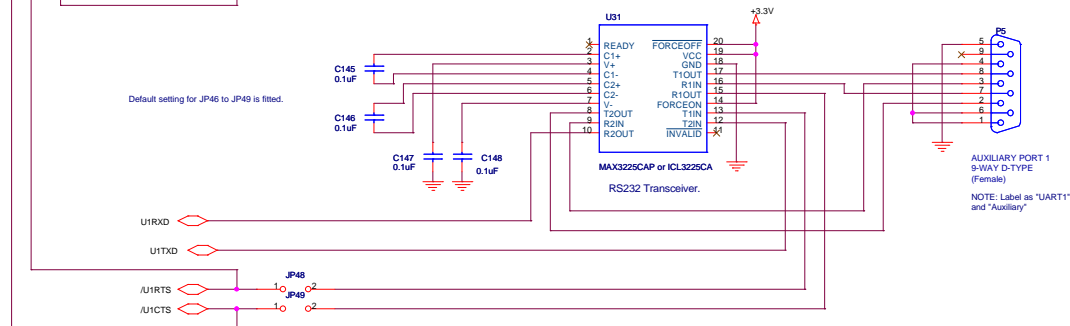 +3.3V
U31
P5
1 READY FORCEOFF 20
2 C1+ VCC 19
3 V+ GND 18
4 C1- T1OUT 17
5 C2+ R1IN 16
6 C2- R1OUT 15
7 V- FORCEON 14
8 T2OUT T1IN 13
9 R2IN T2IN 12
10 R2OUT INVALID 11
5
9
4
8
3
7
2
6
1
C145
0.1uF
Default setting for JP46 to JP49 is fitted.
C146
0.1uF
C147
0.1uF
C148
0.1uF
MAX3225CAP or ICL3225CA
RS232 Transceiver.
AUXILIARY PORT 1
9-WAY D-TYPE
(Female)
NOTE: Label as "UART1"
and "Auxiliary"
U1RXD
U1TXD
JP48
/U1RTS 1 2
JP49
/U1CTS 1 2